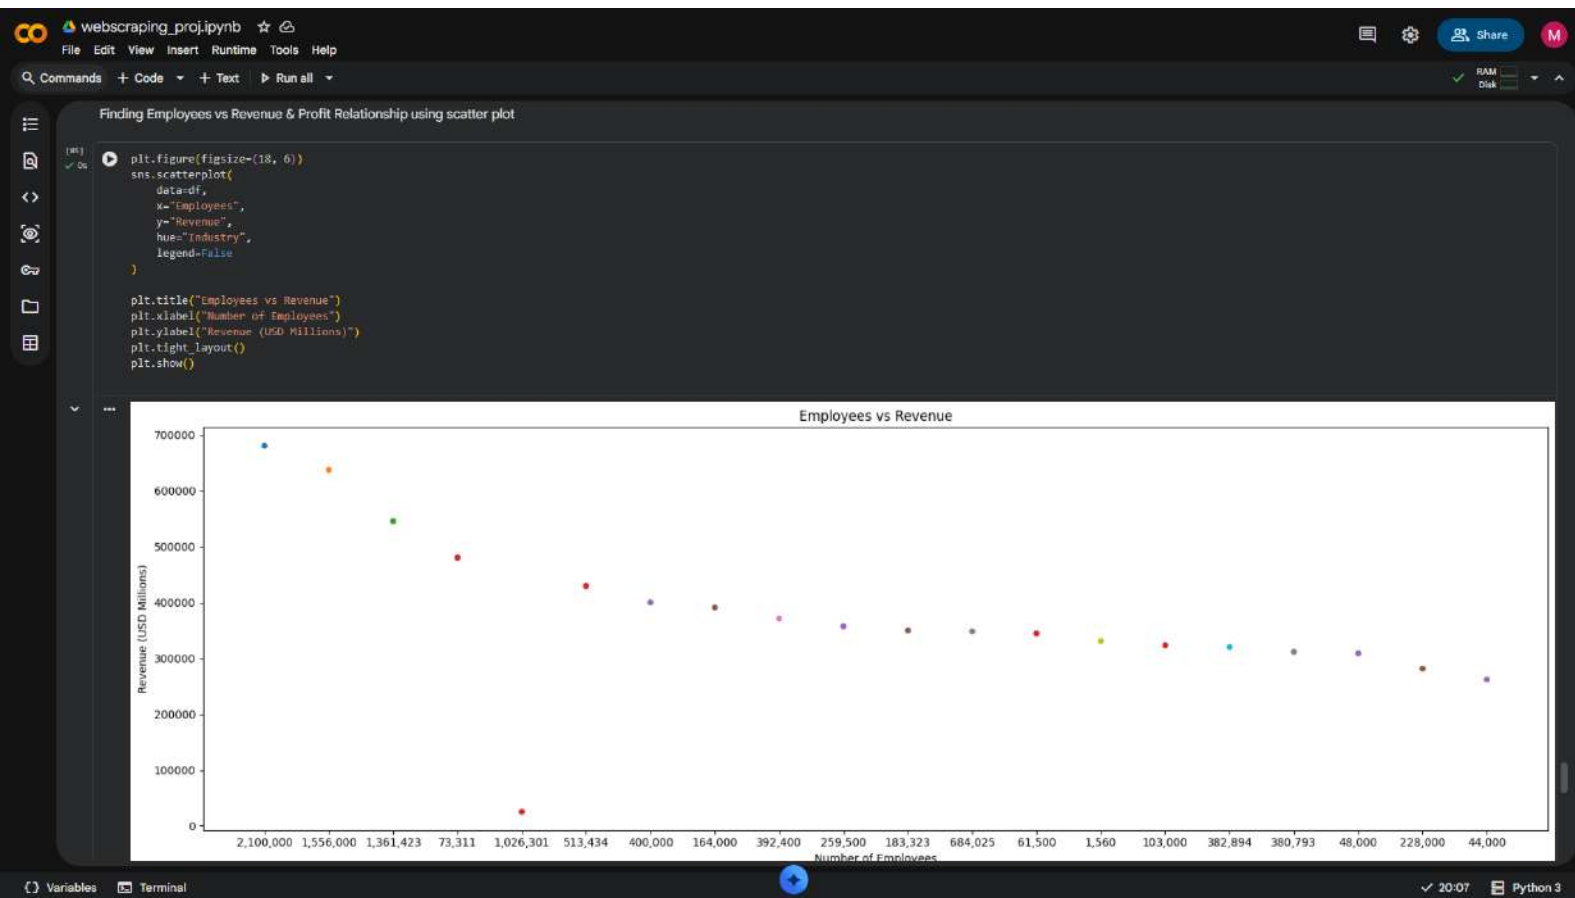 webscraping_proj.ipynb
File Edit View Insert Runtime Tools Help
Share
M
Commands + Code + Text Run all
RAM
Disk
Finding Employees vs Revenue & Profit Relationship using scatter plot
0s
plt.figure(figsize=(18, 6))
sns.scatterplot(
data=df,
x="Employees",
y="Revenue",
hue="Industry",
legend=False
)
plt.title("Employees vs Revenue")
plt.xlabel("Number of Employees")
plt.ylabel("Revenue (USD Millions)")
plt.tight_layout()
plt.show()
Employees vs Revenue
Revenue (USD Millions)
700000
600000
500000
400000
300000
200000
100000
0
2,100,000 1,556,000 1,361,423 73,311 1,026,301 513,434 400,000 164,000 392,400 259,500 183,323 684,025 61,500 1,560 103,000 382,894 380,793 48,000 228,000 44,000
Number of Employees
{} Variables Terminal
20:07 Python 3